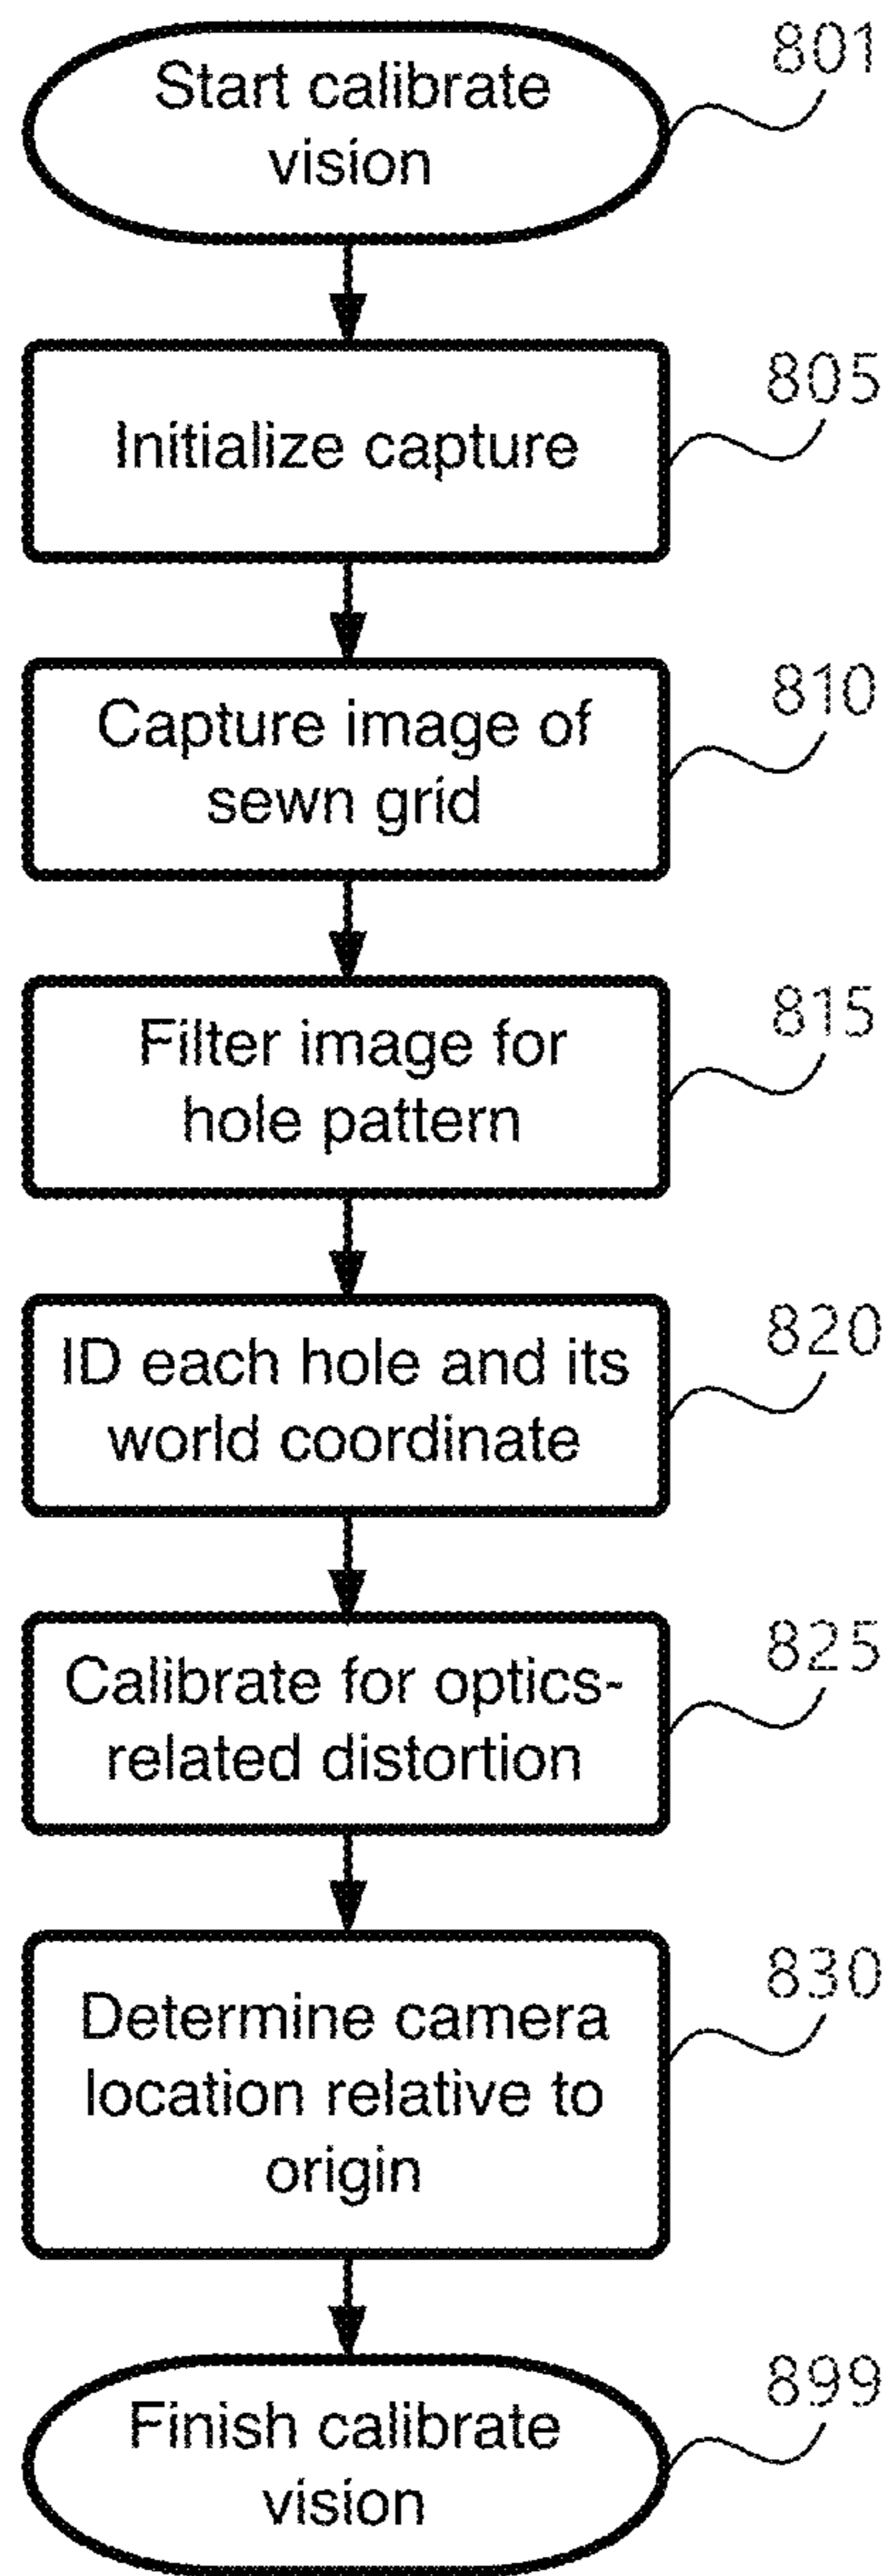 801
Start calibrate
vision
805
Initialize capture
810
Capture image of
sewn grid
815
Filter image for
hole pattern
820
ID each hole and its
world coordinate
825
Calibrate for optics-
related distortion
830
Determine camera
location relative to
origin
899
Finish calibrate
vision